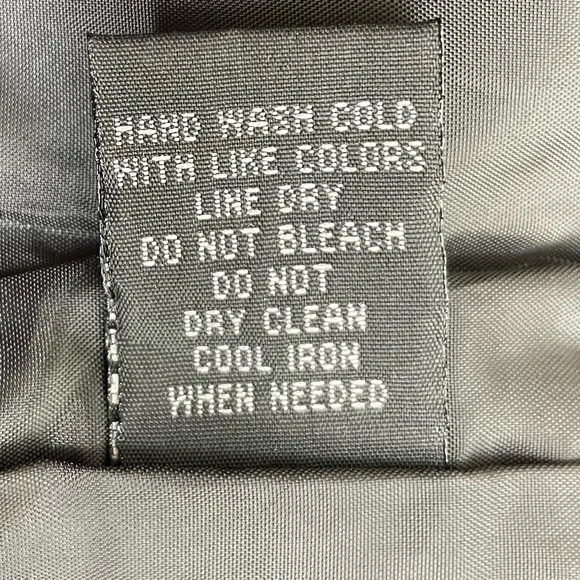 HAND WASH COLD
WITH LIKE COLORS
LINE DRY
DO NOT BLEACH
DO NOT
DRY CLEAN
COOL IRON
WHEN NEEDED